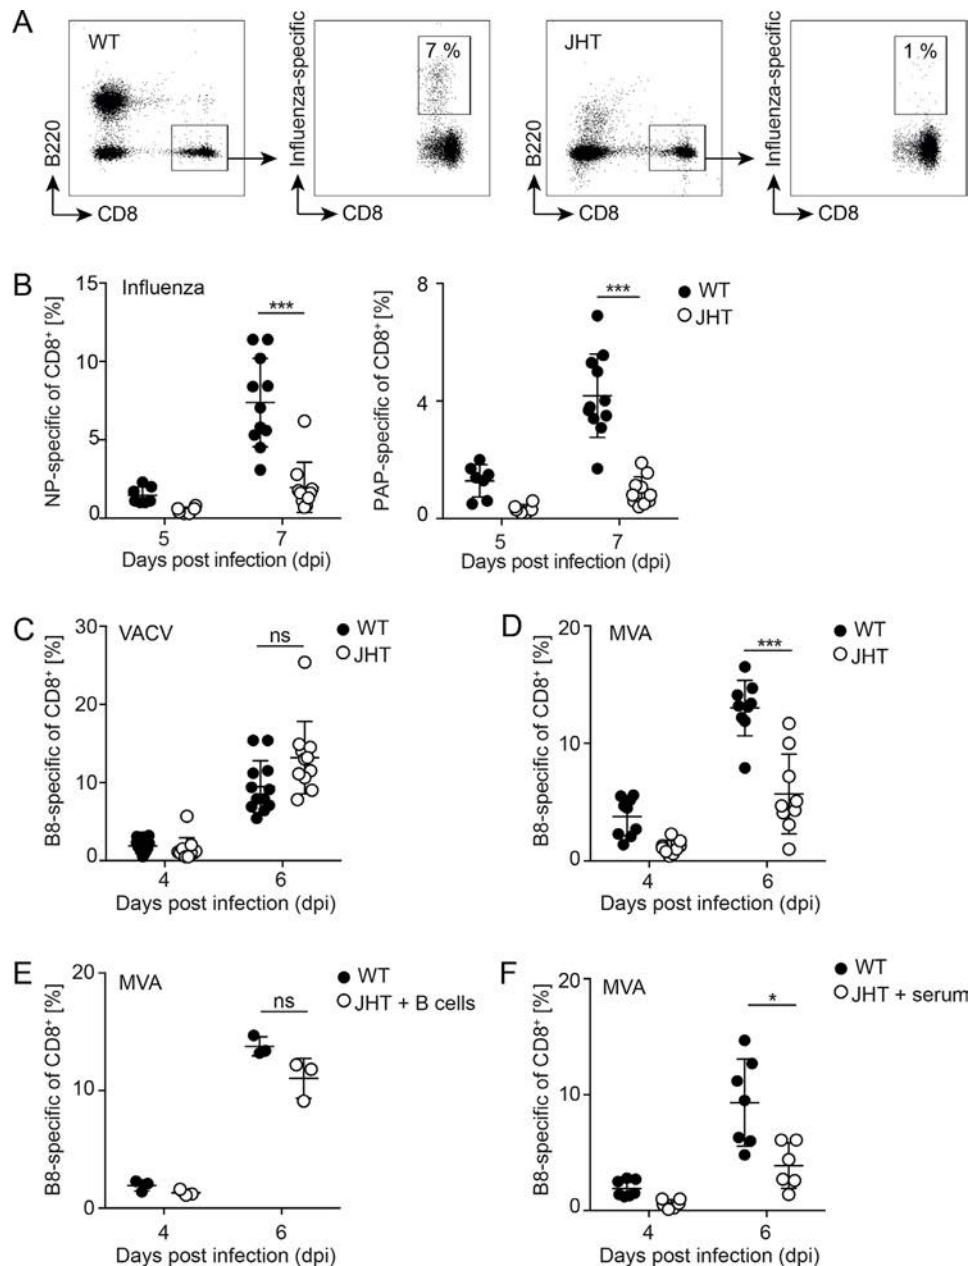 A
WT
B220
CD8
Influenza-specific
7 %
CD8
JHT
B220
CD8
Influenza-specific
1 %
CD8
B
Influenza
NP-specific of CD8⁺ [%]
20
15
10
5
0
***
5
7
Days post infection (dpi)
PAP-specific of CD8⁺ [%]
8
4
0
***
5
7
Days post infection (dpi)
WT
JHT
C
VACV
B8-specific of CD8⁺ [%]
30
20
10
0
ns
4
6
Days post infection (dpi)
WT
JHT
D
MVA
B8-specific of CD8⁺ [%]
20
10
0
***
4
6
Days post infection (dpi)
WT
JHT
E
MVA
B8-specific of CD8⁺ [%]
20
10
0
ns
4
6
Days post infection (dpi)
WT
JHT + B cells
F
MVA
B8-specific of CD8⁺ [%]
20
10
0
*
4
6
Days post infection (dpi)
WT
JHT + serum